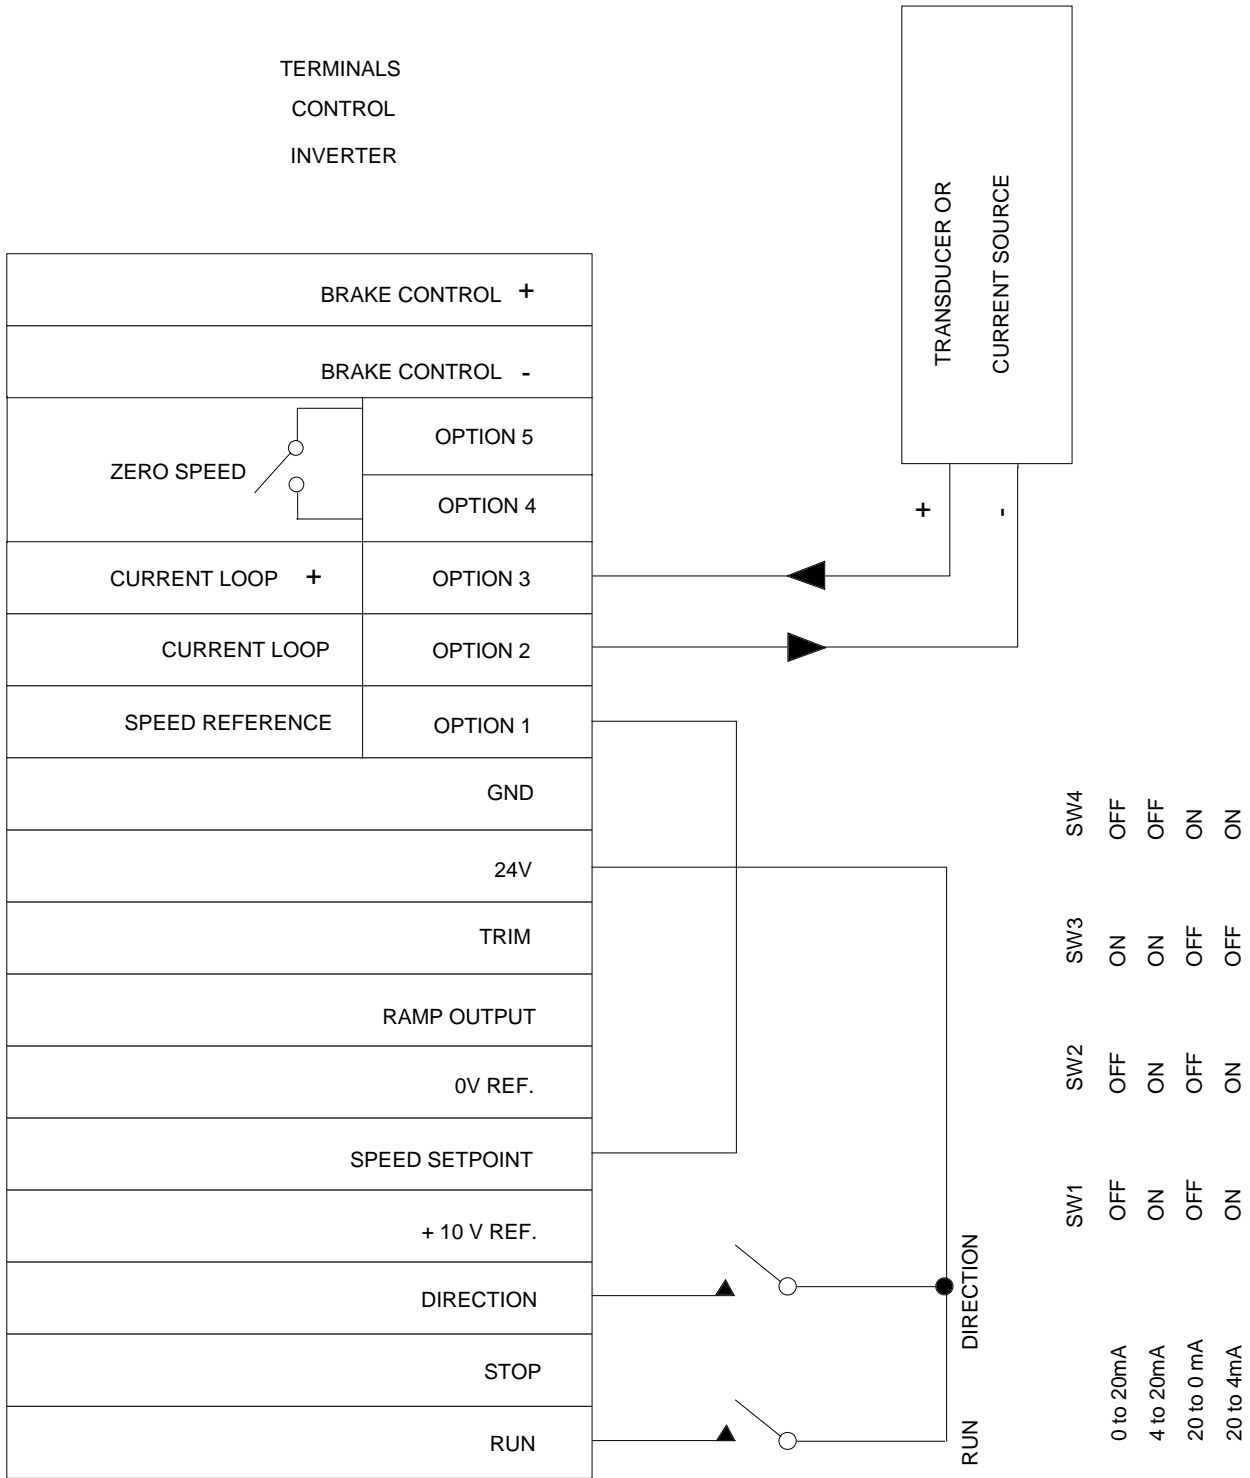 TERMINALS
CONTROL
INVERTER
TRANSDUCER OR
CURRENT SOURCE
+ -
BRAKE CONTROL +
BRAKE CONTROL -
ZERO SPEED
OPTION 5
OPTION 4
CURRENT LOOP + OPTION 3
CURRENT LOOP OPTION 2
SPEED REFERENCE OPTION 1
GND
24V
TRIM
RAMP OUTPUT
0V REF.
SPEED SETPOINT
+ 10 V REF.
DIRECTION
STOP
RUN
DIRECTION
RUN
SW1 SW2 SW3 SW4
0 to 20mA OFF OFF ON OFF
4 to 20mA ON ON ON OFF
20 to 0 mA OFF OFF OFF ON
20 to 4mA ON ON OFF ON